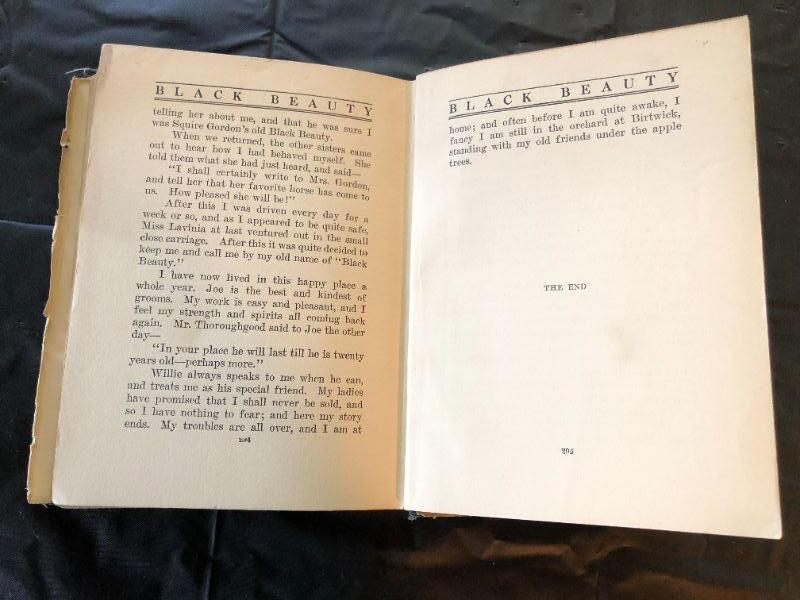 BLACK BEAUTY
telling her about me, and that he was sure I
was Squire Gordon's old Black Beauty.
When we returned, the other sisters came
out to hear how I had behaved myself. She
told them what she had just heard, and said—
"I shall certainly write to Mrs. Gordon,
and tell her that her favorite horse has come to
us. How pleased she will be!"
After this I was driven every day for a
week or so, and as I appeared to be quite safe,
Miss Lavinia at last ventured out in the small
close carriage. After this it was quite decided to
keep me and call me by my old name of "Black
Beauty."
I have now lived in this happy place a
whole year. Joe is the best and kindest of
grooms. My work is easy and pleasant, and I
feel my strength and spirits all coming back
again. Mr. Thoroughgood said to Joe the other
day—
"In your place he will last till he is twenty
years old—perhaps more."
Willie always speaks to me when he can,
and treats me as his special friend. My ladies
have promised that I shall never be sold, and
so I have nothing to fear; and here my story
ends. My troubles are all over, and I am at
294
BLACK BEAUTY
home; and often before I am quite awake, I
fancy I am still in the orchard at Birtwick,
standing with my old friends under the apple
trees.
THE END
295